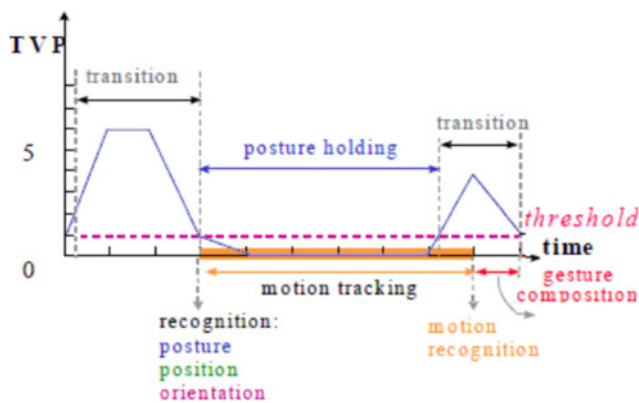 TVP
transition
transition
5
posture holding
threshold
time
0
motion tracking
gesture
composition
recognition:
posture
position
orientation
motion
recognition